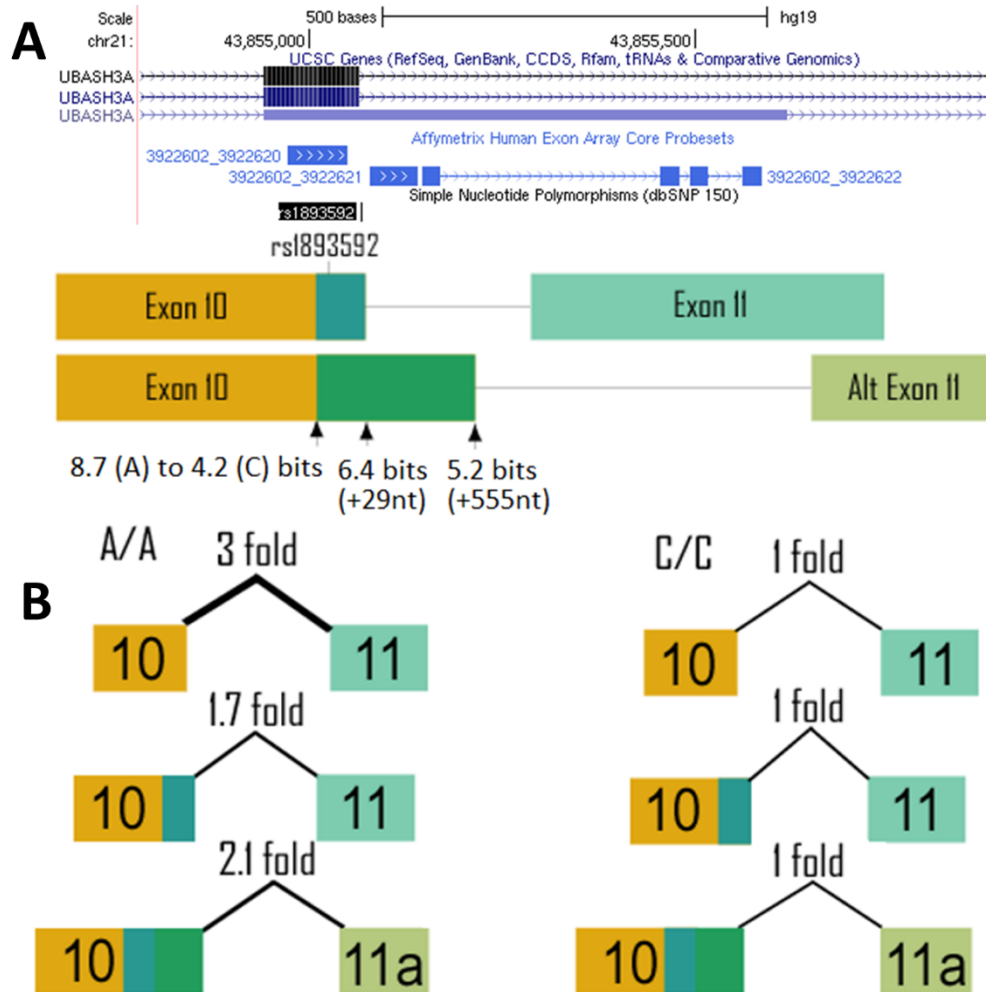 A
Scale 500 bases hg19
chr21: 43,855,000 43,855,500
UCSC Genes (RefSeq, GenBank, CCDS, Rfam, tRNAs & Comparative Genomics)
UBASH3A
UBASH3A
UBASH3A
Affymetrix Human Exon Array Core Probesets
3922602_3922620
3922602_3922621 3922602_3922622
Simple Nucleotide Polymorphisms (dbSNP 150)
rs1893592
rs1893592
Exon 10 Exon 11
Exon 10 Alt Exon 11
8.7 (A) to 4.2 (C) bits 6.4 bits 5.2 bits
(+29nt) (+555nt)
A/A 3 fold C/C 1 fold
B
10 11 10 11
1.7 fold 1 fold
10 11 10 11
2.1 fold 1 fold
10 11a 10 11a